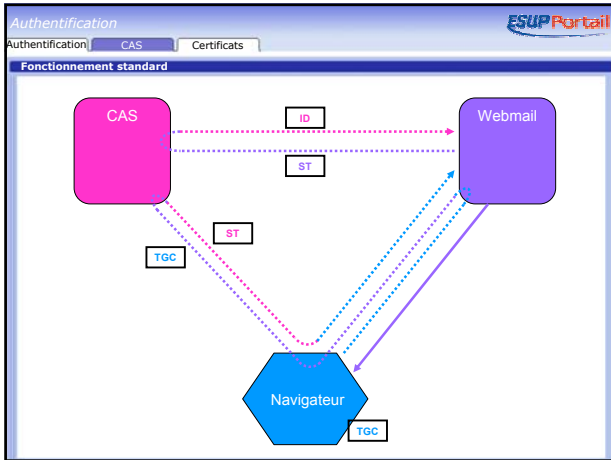 Authentification
ESUP Portail
Authentification CAS Certificats
Fonctionnement standard
CAS
ID
Webmail
ST
ST
TGC
Navigateur
TGC